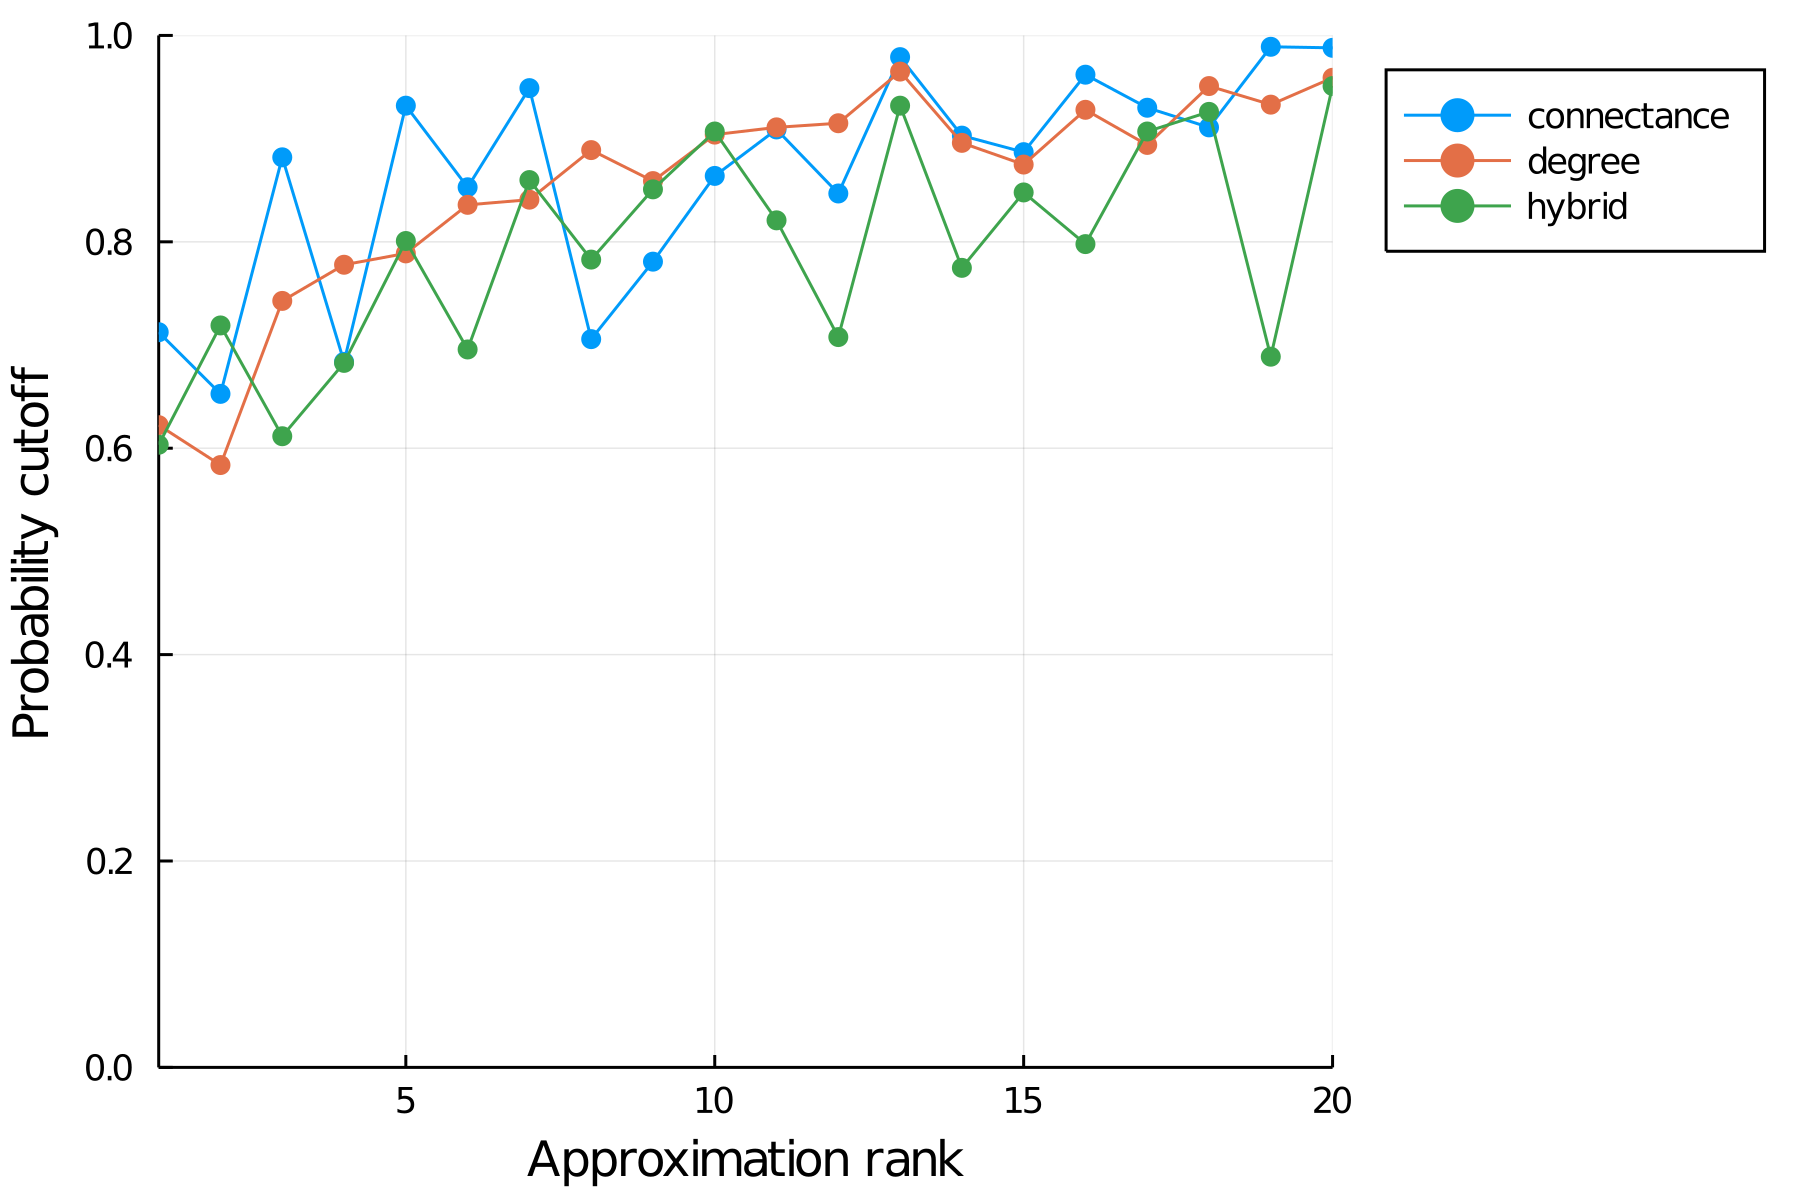 1.0
0.8
0.6
0.4
0.2
0.0
5 10 15 20
Probability cutoff
Approximation rank
connectance
degree
hybrid